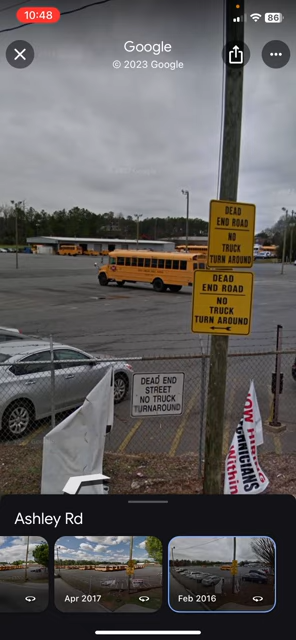 10:48
86
Google
© 2023 Google
DEAD
END ROAD
NO
TRUCK
TURN AROUND
DEAD
END ROAD
NO
TRUCK
TURN AROUND
DEAD END
STREET
NO TRUCK
TURNAROUND
Ashley Rd
Apr 2017
Feb 2016